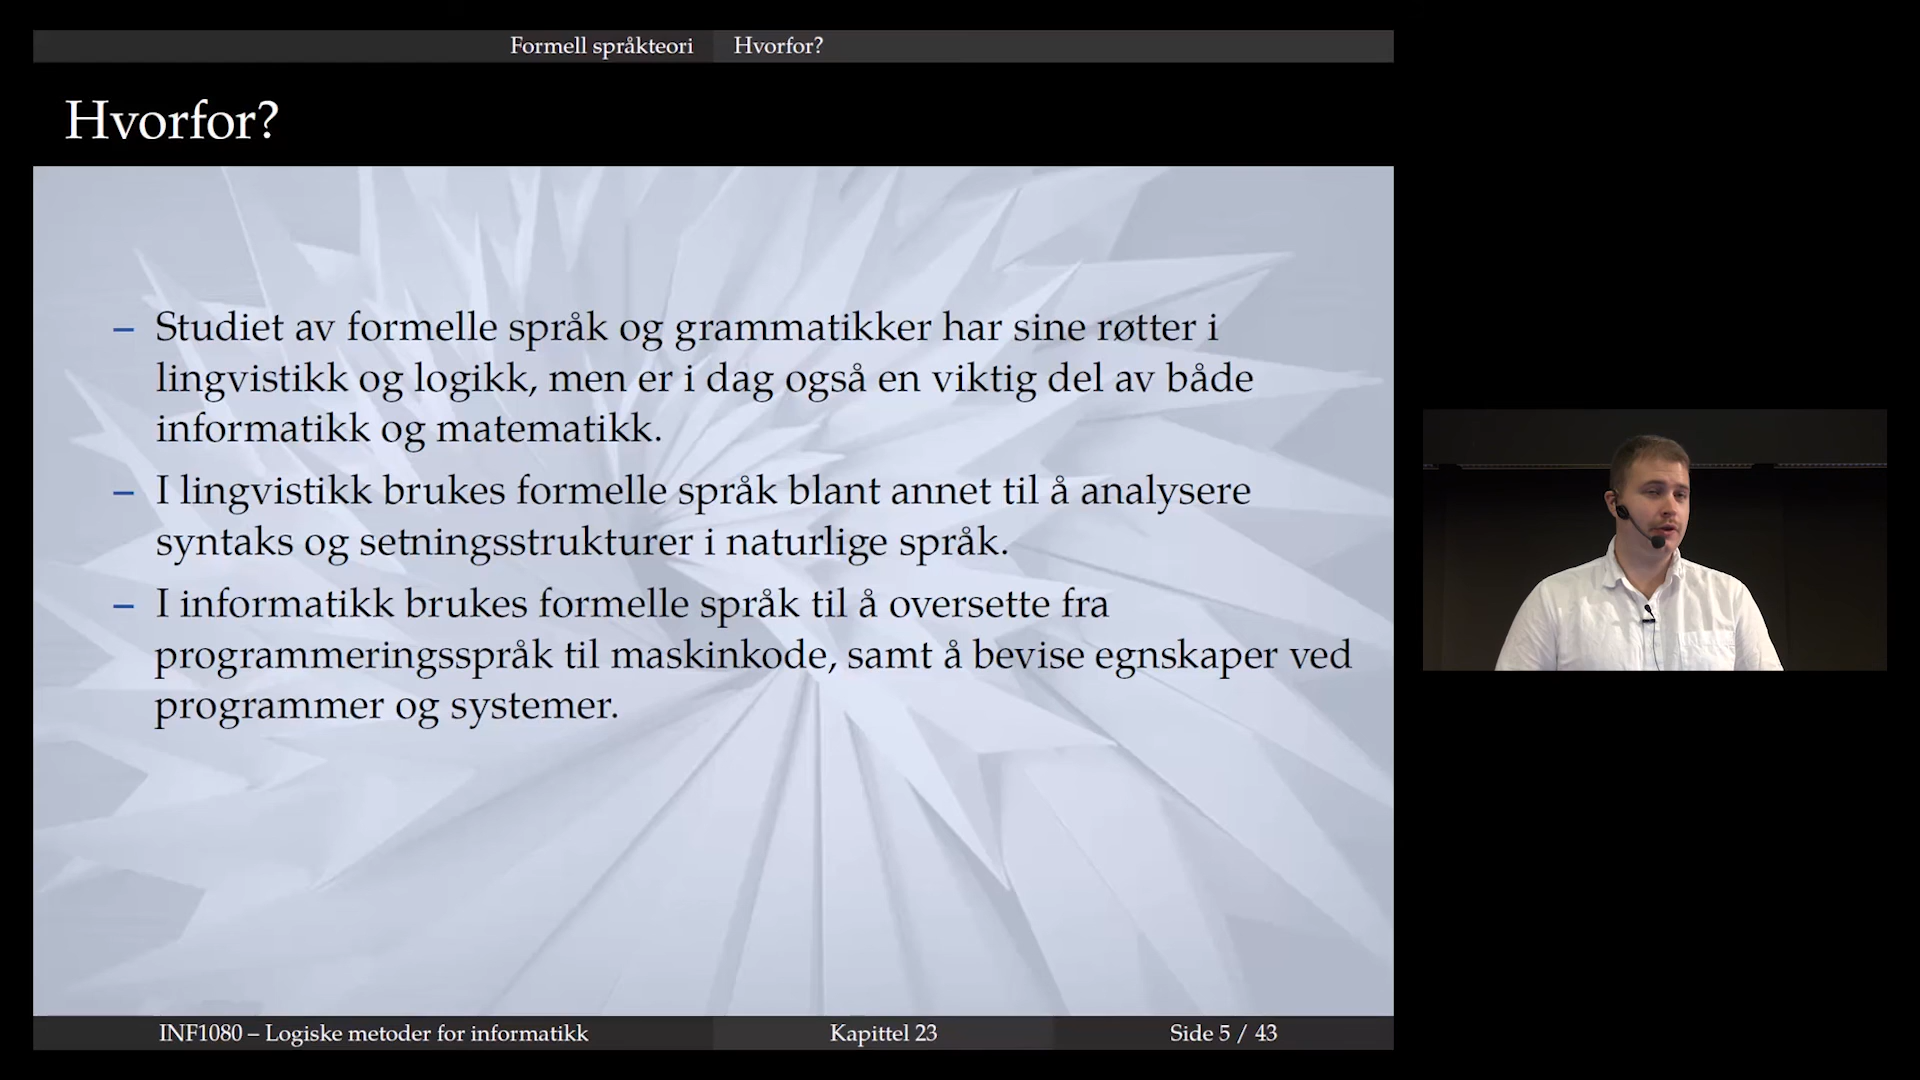 Formell språkteori Hvorfor?
Hvorfor?
– Studiet av formelle språk og grammatikker har sine røtter i
lingvistikk og logikk, men er i dag også en viktig del av både
informatikk og matematikk.
– I lingvistikk brukes formelle språk blant annet til å analysere
syntaks og setningsstrukturer i naturlige språk.
– I informatikk brukes formelle språk til å oversette fra
programmeringsspråk til maskinkode, samt å bevise egnskaper ved
programmer og systemer.
INF1080 – Logiske metoder for informatikk Kapittel 23 Side 5 / 43